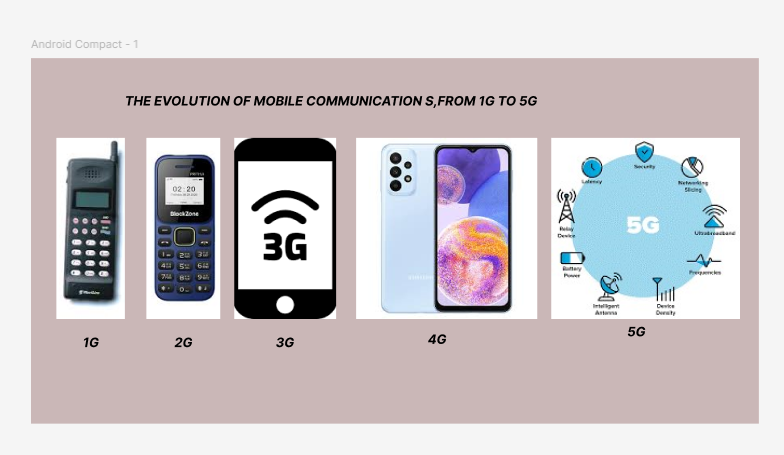 Android Compact - 1
THE EVOLUTION OF MOBILE COMMUNICATION S,FROM 1G TO 5G
02:20
BlackZone
3G
5G
Security
Networking
Slicing
Ultrabroadband
Frequencies
Device
Density
Intelligent
Antenna
Battery
Power
Relay
Device
Latency
1G
2G
3G
4G
5G